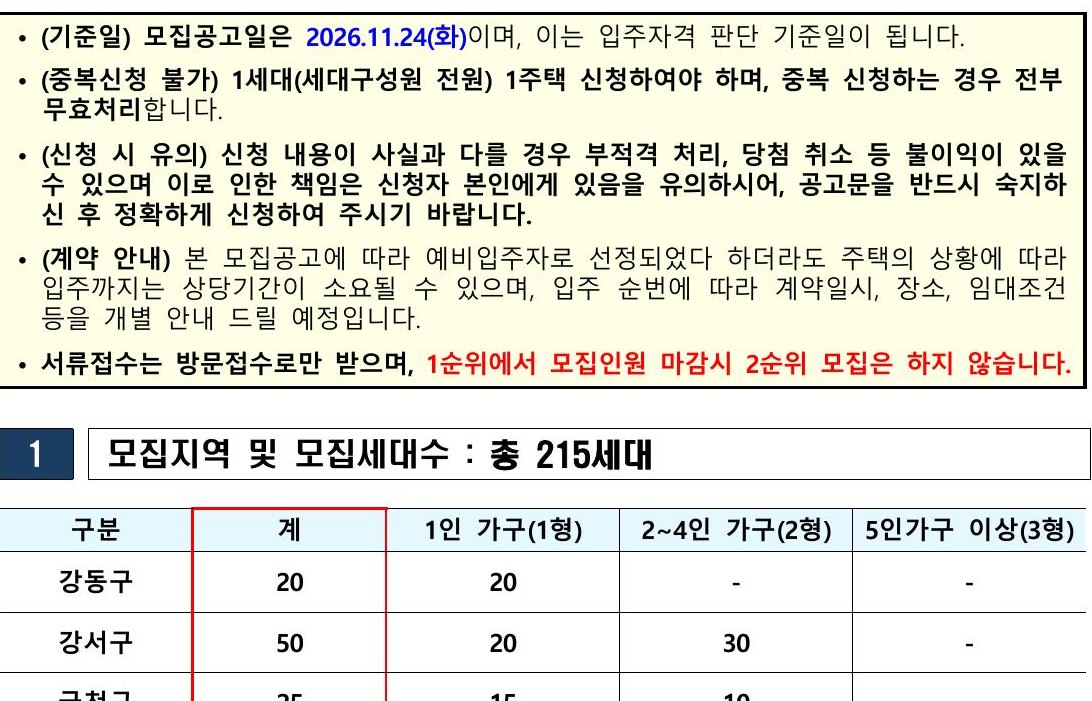 • (기준일) 모집공고일은 2026.11.24(화)이며, 이는 입주자격 판단 기준일이 됩니다.
• (중복신청 불가) 1세대(세대구성원 전원) 1주택 신청하여야 하며, 중복 신청하는 경우 전부
무효처리합니다.
• (신청 시 유의) 신청 내용이 사실과 다를 경우 부적격 처리, 당첨 취소 등 불이익이 있을
수 있으며 이로 인한 책임은 신청자 본인에게 있음을 유의하시어, 공고문을 반드시 숙지하
신 후 정확하게 신청하여 주시기 바랍니다.
• (계약 안내) 본 모집공고에 따라 예비입주자로 선정되었다 하더라도 주택의 상황에 따라
입주까지는 상당기간이 소요될 수 있으며, 입주 순번에 따라 계약일시, 장소, 임대조건
등을 개별 안내 드릴 예정입니다.
• 서류접수는 방문접수로만 받으며, 1순위에서 모집인원 마감시 2순위 모집은 하지 않습니다.
1 모집지역 및 모집세대수 : 총 215세대
구분 계 1인 가구(1형) 2~4인 가구(2형) 5인가구 이상(3형)
강동구 20 20 - -
강서구 50 20 30 -